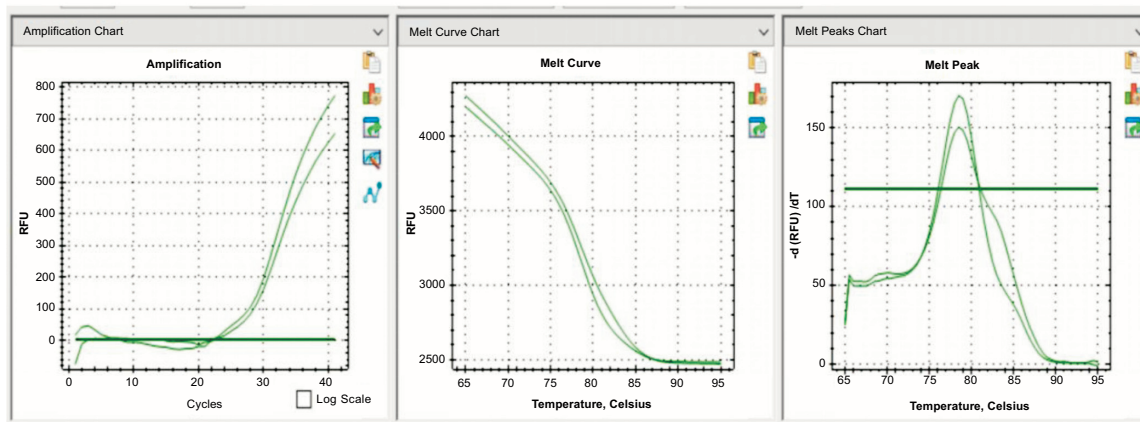 Amplification Chart
Amplification
800
700
600
500
400
300
200
100
0
RFU
0
10
20
30
40
Cycles
Log Scale
Melt Curve Chart
Melt Curve
4000
3500
3000
2500
RFU
65
70
75
80
85
90
95
Temperature, Celsius
Melt Peaks Chart
Melt Peak
150
100
50
0
-d (RFU) /dT
65
70
75
80
85
90
95
Temperature, Celsius